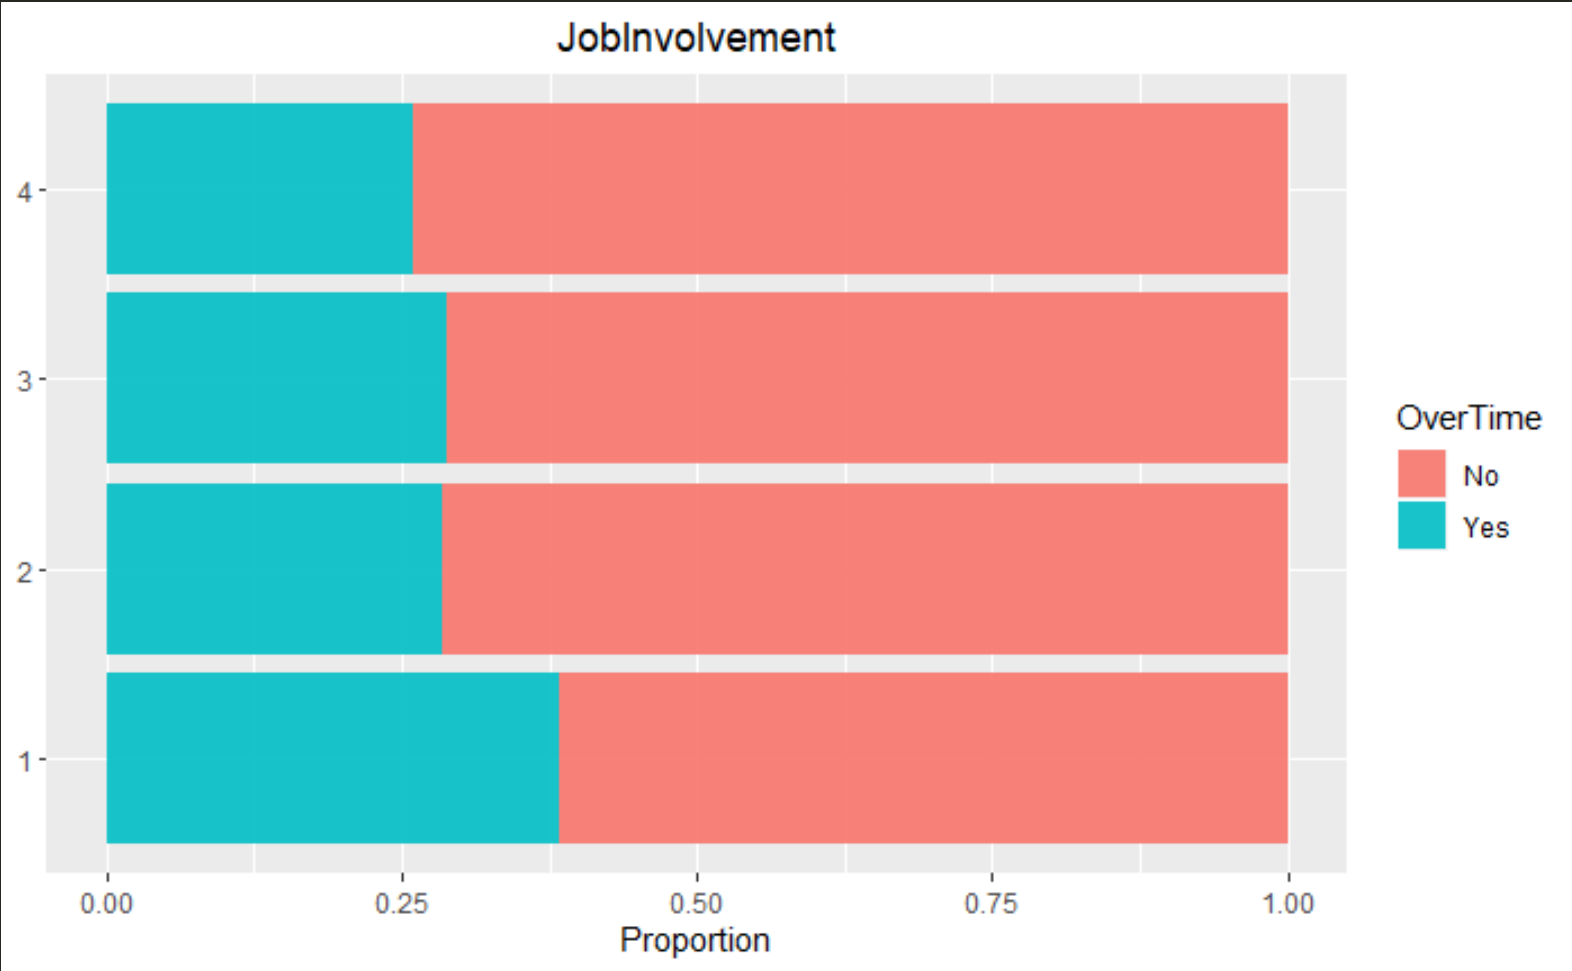 JobInvolvement
4
3
2
1
0.00 0.25 0.50 0.75 1.00
Proportion
OverTime
No
Yes